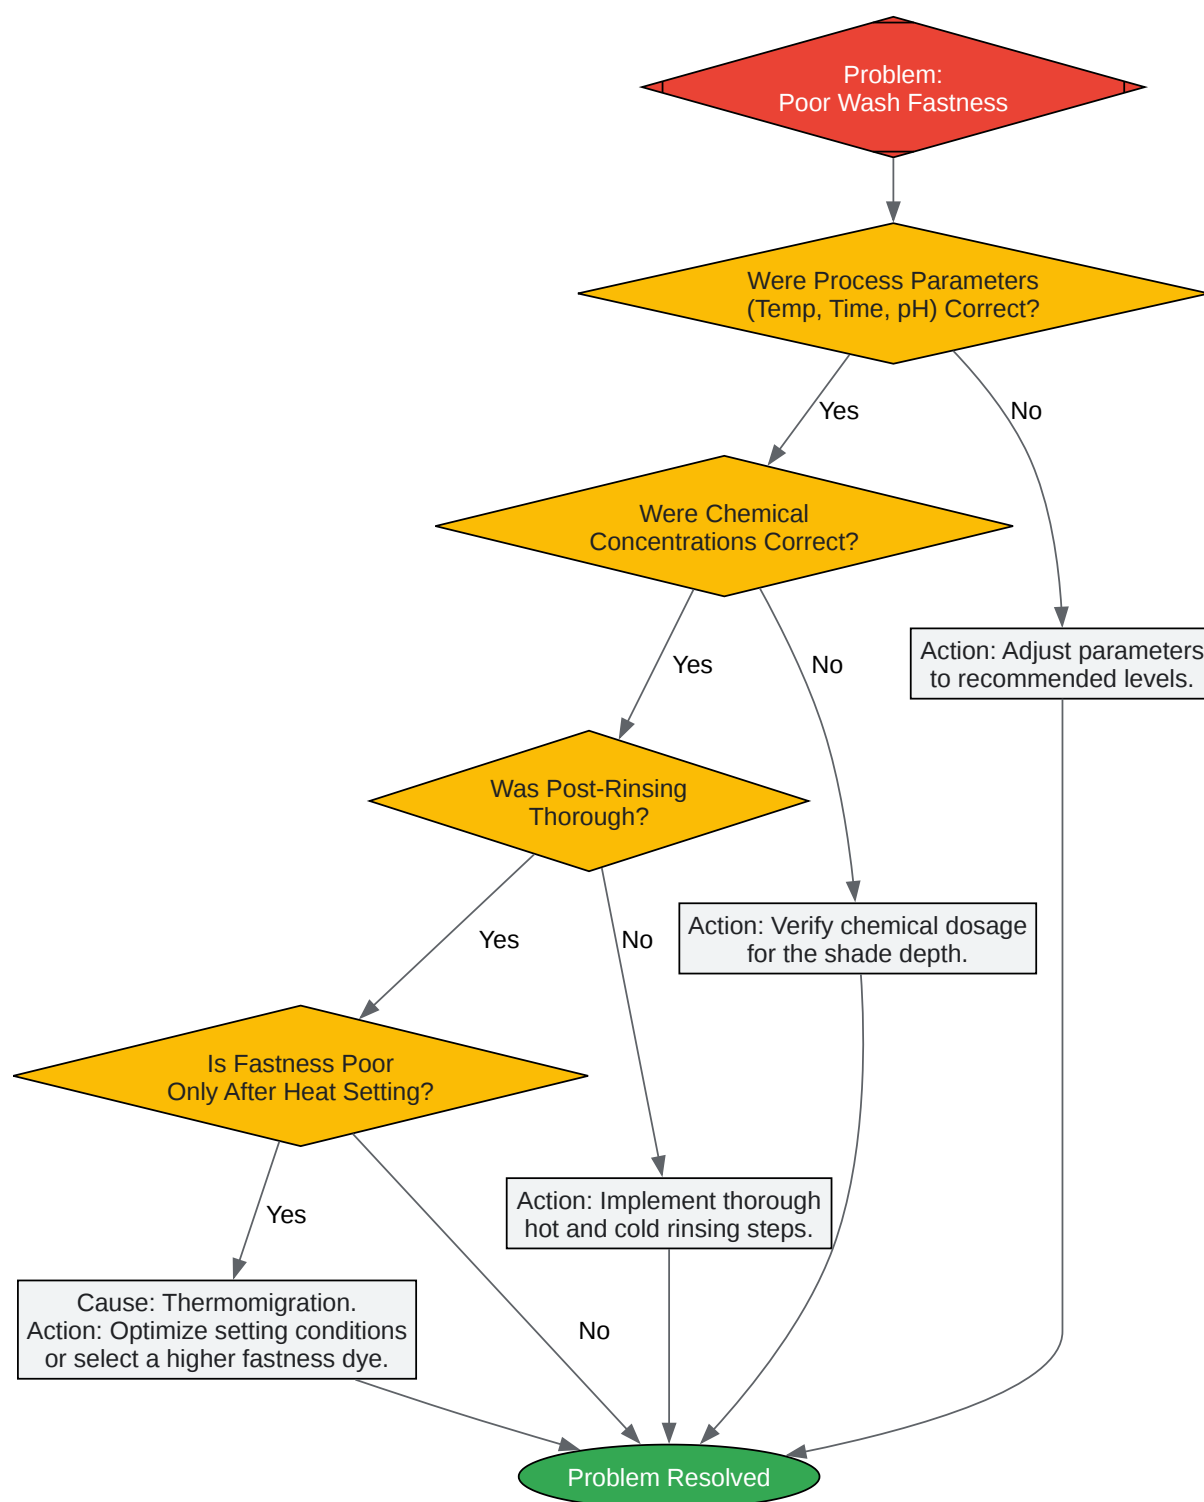 Problem:
Poor Wash Fastness
Were Process Parameters
(Temp, Time, pH) Correct?
Yes
No
Were Chemical
Concentrations Correct?
Yes
No
Action: Adjust parameters
to recommended levels.
Was Post-Rinsing
Thorough?
Yes
No
Action: Verify chemical dosage
for the shade depth.
Is Fastness Poor
Only After Heat Setting?
Yes
No
Action: Implement thorough
hot and cold rinsing steps.
Cause: Thermomigration.
Action: Optimize setting conditions
or select a higher fastness dye.
Problem Resolved